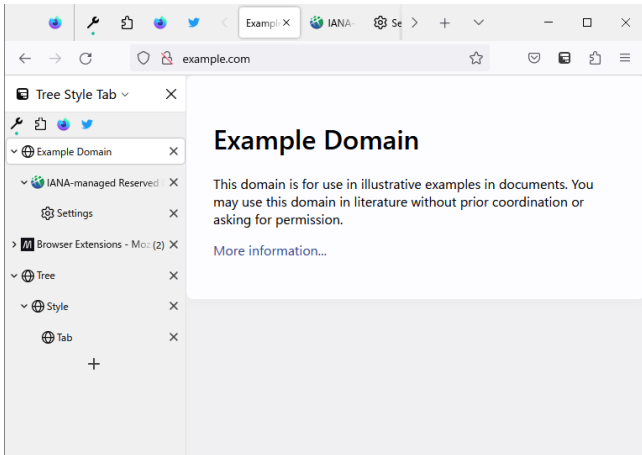 Example
IANA-
Se
example.com
Tree Style Tab
Example Domain
IANA-managed Reserved
Settings
Browser Extensions - Moz (2)
Tree
Style
Tab
Example Domain
This domain is for use in illustrative examples in documents. You
may use this domain in literature without prior coordination or
asking for permission.
More information...